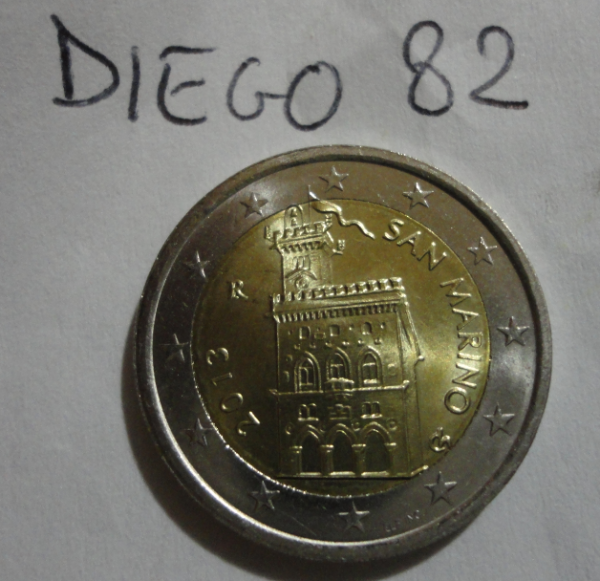 DIEGO 82
SAN MARINO
R
2013